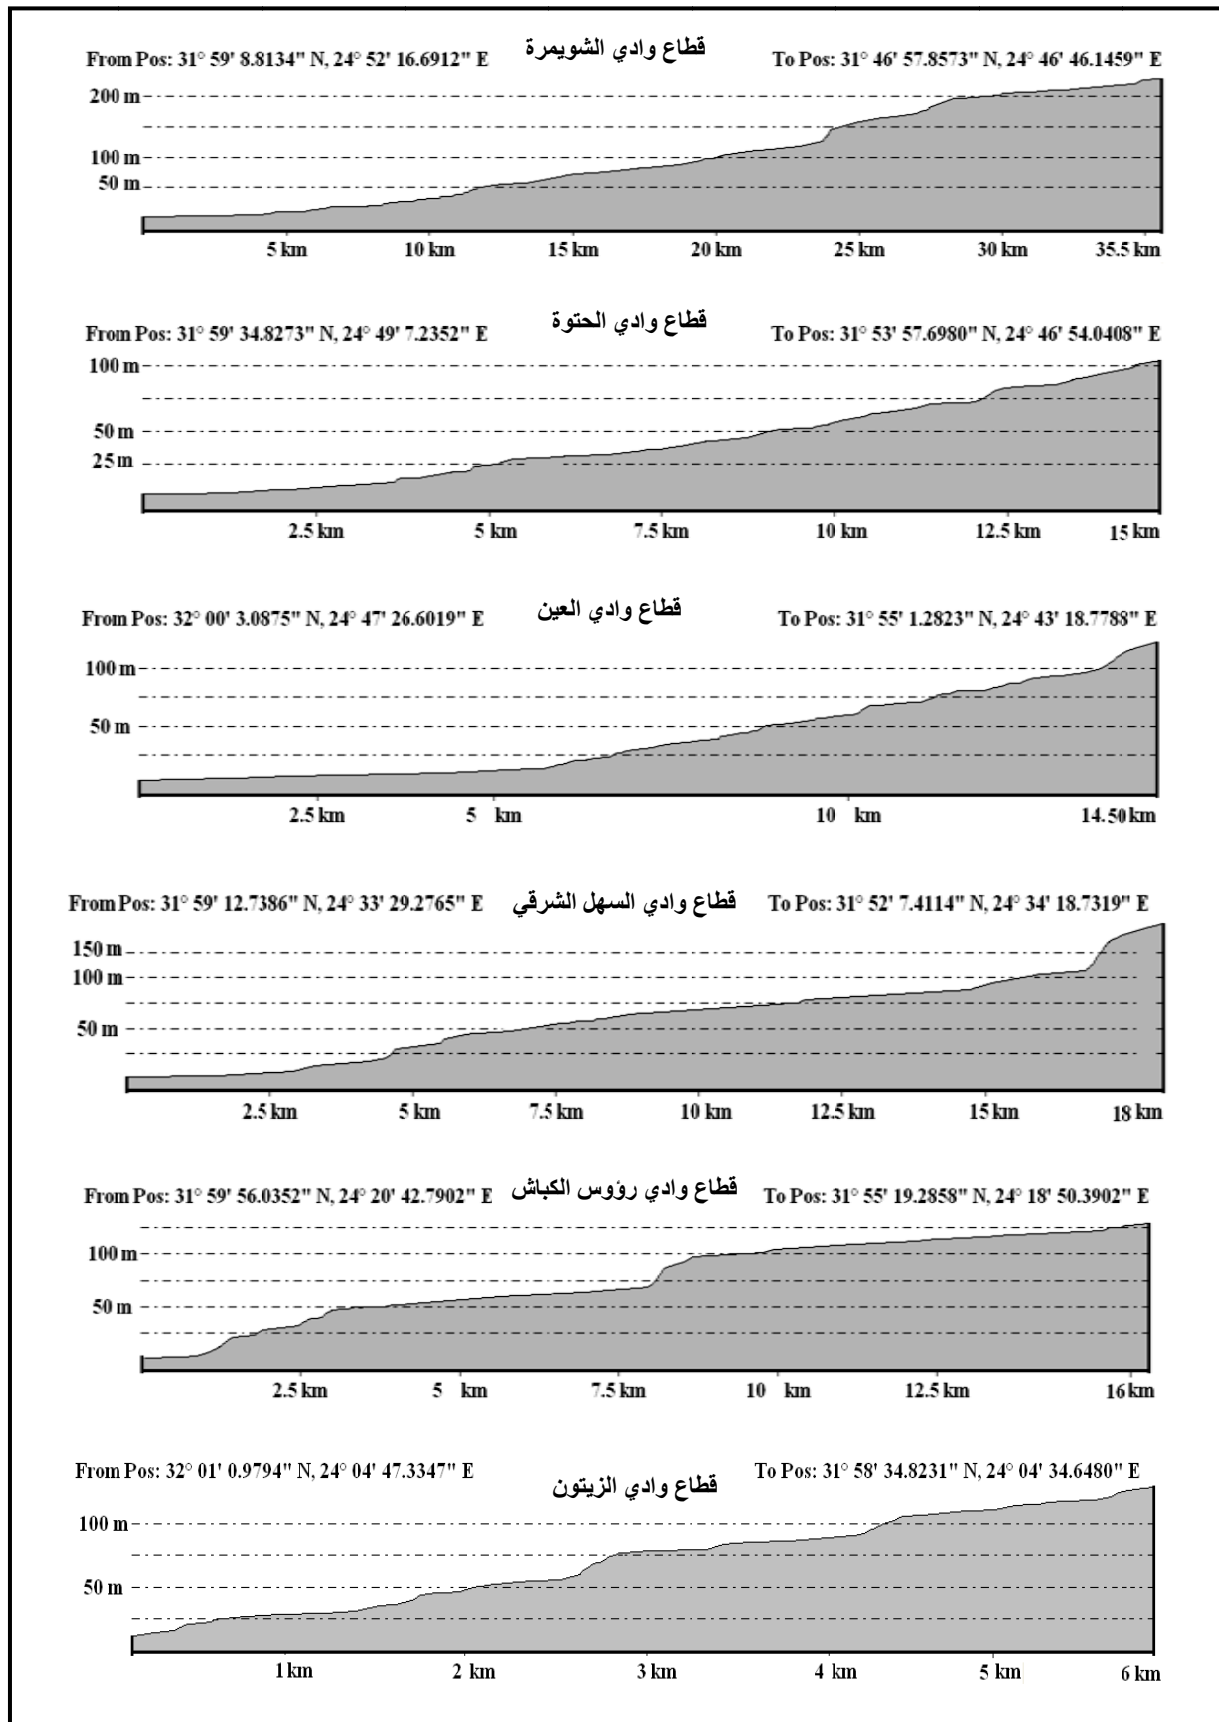 قطاع وادي الشويمرة
From Pos: 31° 59' 8.8134" N, 24° 52' 16.6912" E To Pos: 31° 46' 57.8573" N, 24° 46' 46.1459" E
200 m
100 m
50 m
5 km 10 km 15 km 20 km 25 km 30 km 35.5 km
قطاع وادي الحتوة
From Pos: 31° 59' 34.8273" N, 24° 49' 7.2352" E To Pos: 31° 53' 57.6980" N, 24° 46' 54.0408" E
100 m
50 m
25 m
2.5 km 5 km 7.5 km 10 km 12.5 km 15 km
قطاع وادي العين
From Pos: 32° 00' 3.0875" N, 24° 47' 26.6019" E To Pos: 31° 55' 1.2823" N, 24° 43' 18.7788" E
100 m
50 m
2.5 km 5 km 10 km 14.50 km
قطاع وادي السهل الشرقي
From Pos: 31° 59' 12.7386" N, 24° 33' 29.2765" E To Pos: 31° 52' 7.4114" N, 24° 34' 18.7319" E
150 m
100 m
50 m
2.5 km 5 km 7.5 km 10 km 12.5 km 15 km 18 km
قطاع وادي رؤوس الكباش
From Pos: 31° 59' 56.0352" N, 24° 20' 42.7902" E To Pos: 31° 55' 19.2858" N, 24° 18' 50.3902" E
100 m
50 m
2.5 km 5 km 7.5 km 10 km 12.5 km 16 km
From Pos: 32° 01' 0.9794" N, 24° 04' 47.3347" E To Pos: 31° 58' 34.8231" N, 24° 04' 34.6480" E
قطاع وادي الزيتون
100 m
50 m
1 km 2 km 3 km 4 km 5 km 6 km